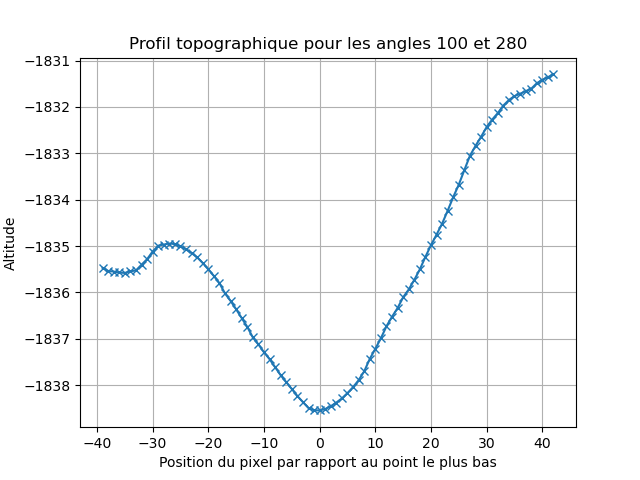 Profil topographique pour les angles 100 et 280
−1831
−1832
−1833
−1834
−1835
−1836
−1837
−1838
Altitude
−40 −30 −20 −10 0 10 20 30 40
Position du pixel par rapport au point le plus bas